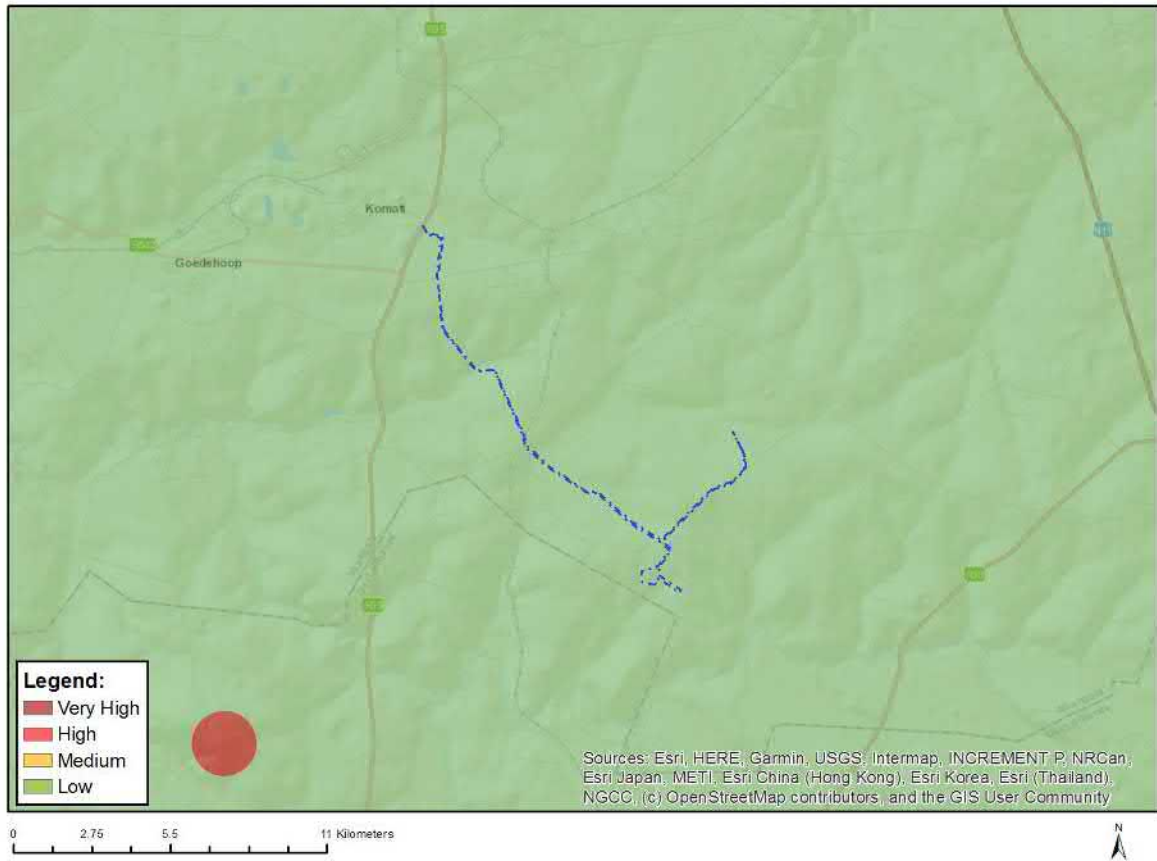 Komati
Goedehoop
Legend:
Very High
High
Medium
Low
Sources: Esri, HERE, Garmin, USGS, Intermap, INCREMENT P, NRCan,
Esri Japan, METI, Esri China (Hong Kong), Esri Korea, Esri (Thailand),
NGCC, (c) OpenStreetMap contributors, and the GIS User Community
0 2.75 5.5 11 Kilometers
N